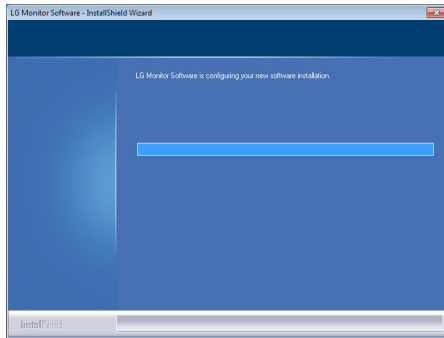 LG Monitor Software - InstallShield Wizard
LG Monitor Software is configuring your new software installation.
InstallShield